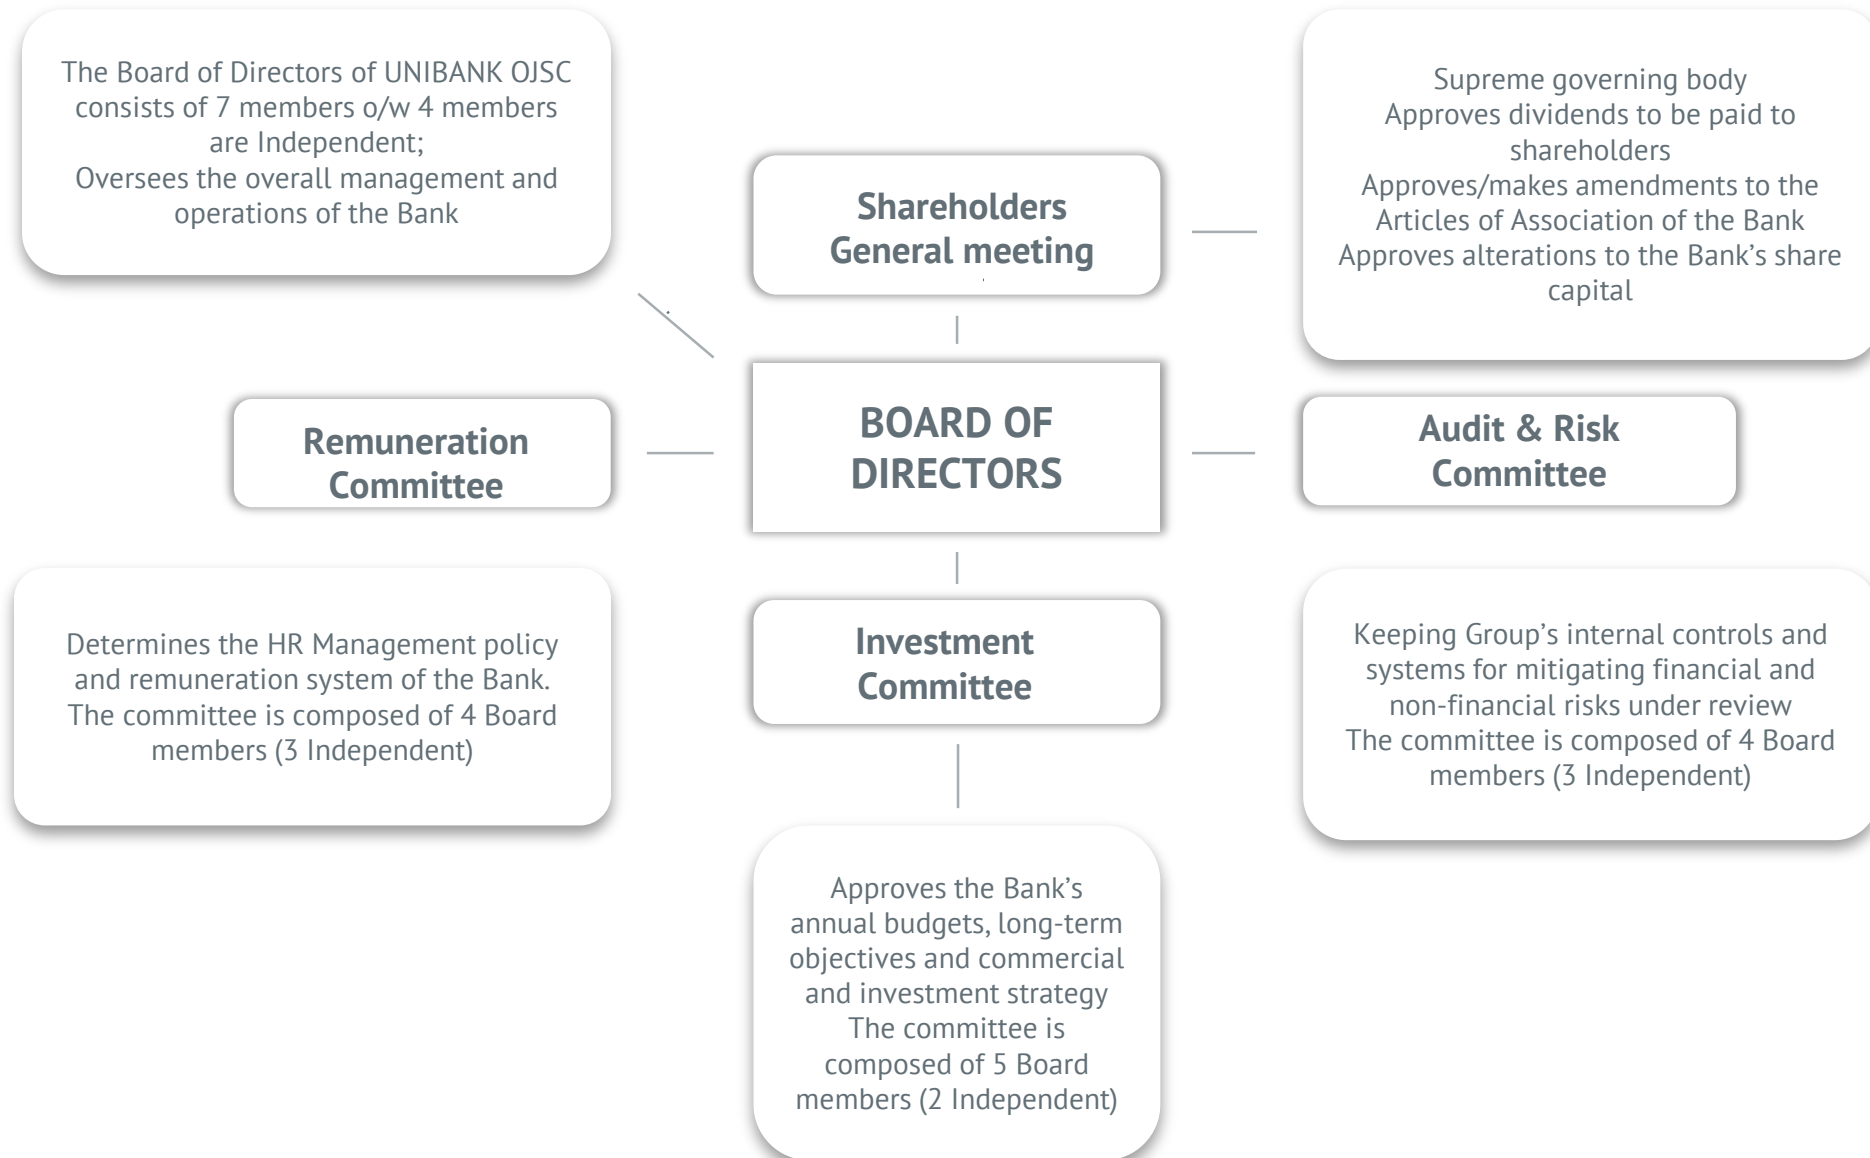 The Board of Directors of UNIBANK OJSC
consists of 7 members o/w 4 members
are Independent;
Oversees the overall management and
operations of the Bank
Shareholders
General meeting
Supreme governing body
Approves dividends to be paid to
shareholders
Approves/makes amendments to the
Articles of Association of the Bank
Approves alterations to the Bank’s share
capital
Remuneration
Committee
BOARD OF
DIRECTORS
Audit & Risk
Committee
Determines the HR Management policy
and remuneration system of the Bank.
The committee is composed of 4 Board
members (3 Independent)
Investment
Committee
Keeping Group’s internal controls and
systems for mitigating financial and
non-financial risks under review
The committee is composed of 4 Board
members (3 Independent)
Approves the Bank’s
annual budgets, long-term
objectives and commercial
and investment strategy
The committee is
composed of 5 Board
members (2 Independent)